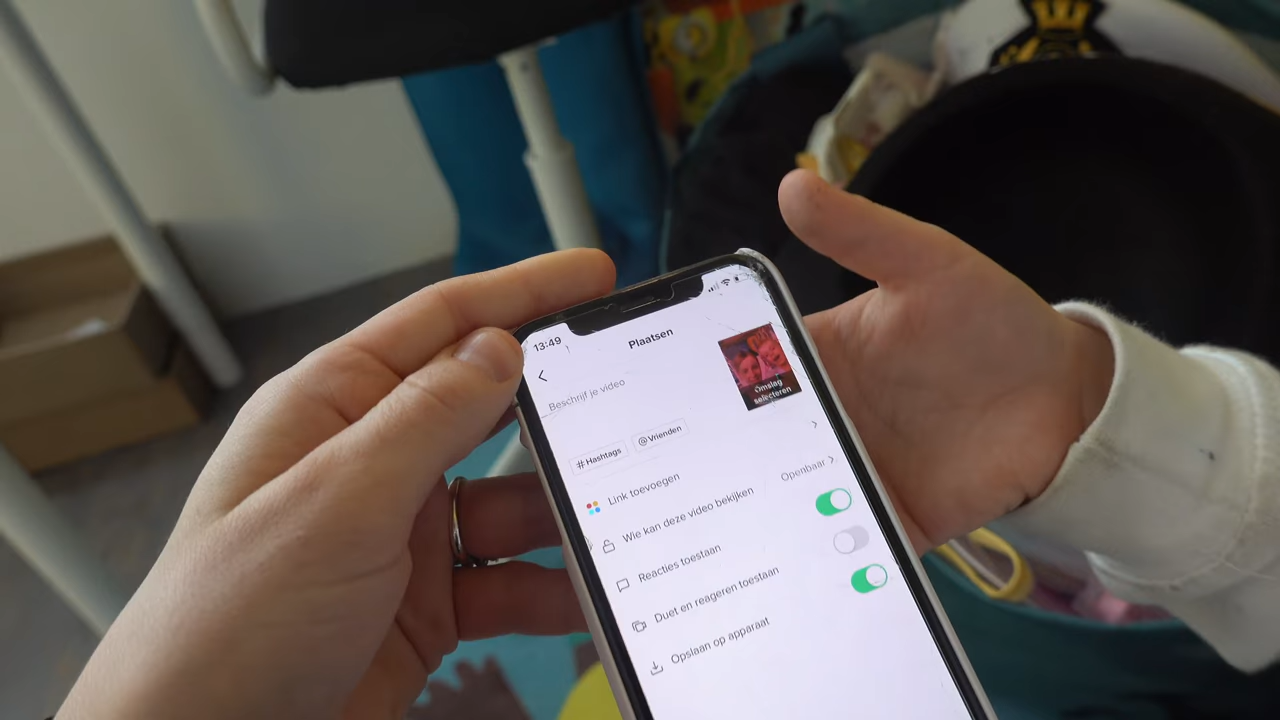 13:49
Plaatsen
Beschrijf je video
Omslag
selecteren
#Hashtags
@Vrienden
Link toevoegen
Wie kan deze video bekijken
Openbaar
Reacties toestaan
Duet en reageren toestaan
Opslaan op apparaat